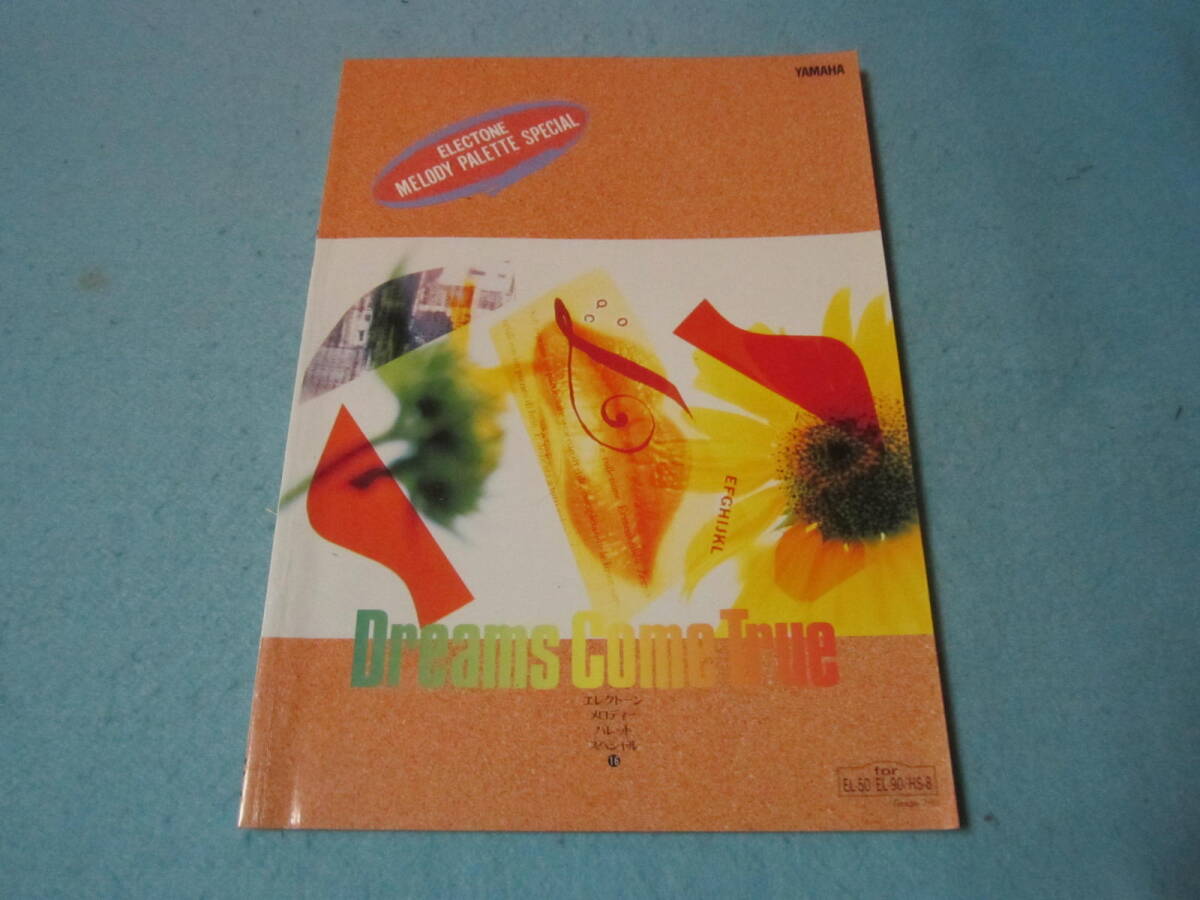 YAMAHA
ELECTONE
MELODY PALETTE SPECIAL
EFGHIJKL
Dreams Come True
エレクトーン
メロディー
パレット
スペシャル
16
for
EL-50 EL-90 HS-8